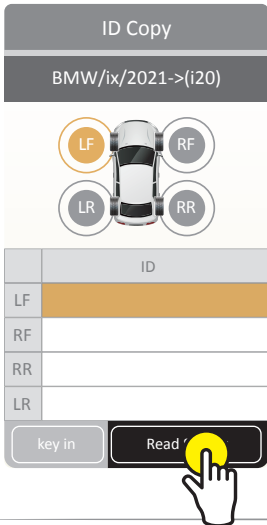 ID Copy
BMW/ix/2021->(i20)
LF RF
LR RR
ID
LF
RF
RR
LR
key in Read